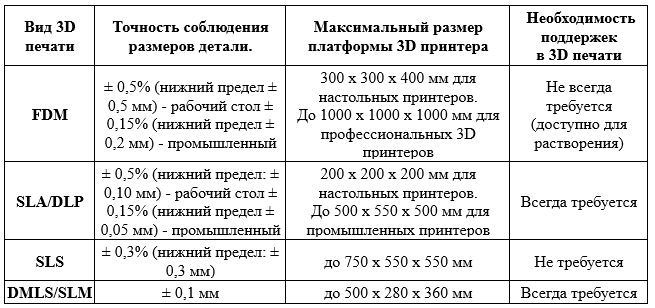 Вид 3D
печати
Точность соблюдения
размеров детали.
Максимальный размер
платформы 3D принтера
Необходимость
поддержек
в 3D печати
FDM
± 0,5% (нижний предел ±
0,5 мм) - рабочий стол ±
0,15% (нижний предел ±
0,2 мм) - промышленный
300 x 300 x 400 мм для
настольных принтеров.
До 1000 x 1000 x 1000 мм для
профессиональных 3D
принтеров
Не всегда
требуется
(доступно для
растворения)
SLA/DLP
± 0,5% (нижний предел: ±
0,10 мм) - рабочий стол ±
0,15% (нижний предел ±
0,05 мм) - промышленный
200 x 200 x 200 мм для
настольных принтеров.
До 500 x 550 x 500 мм для
промышленных принтеров
Всегда требуется
SLS
± 0,3% (нижний предел: ±
0,3 мм)
до 750 x 550 x 550 мм
Не требуется
DMLS/SLM
± 0,1 мм
до 500 x 280 x 360 мм
Всегда требуется